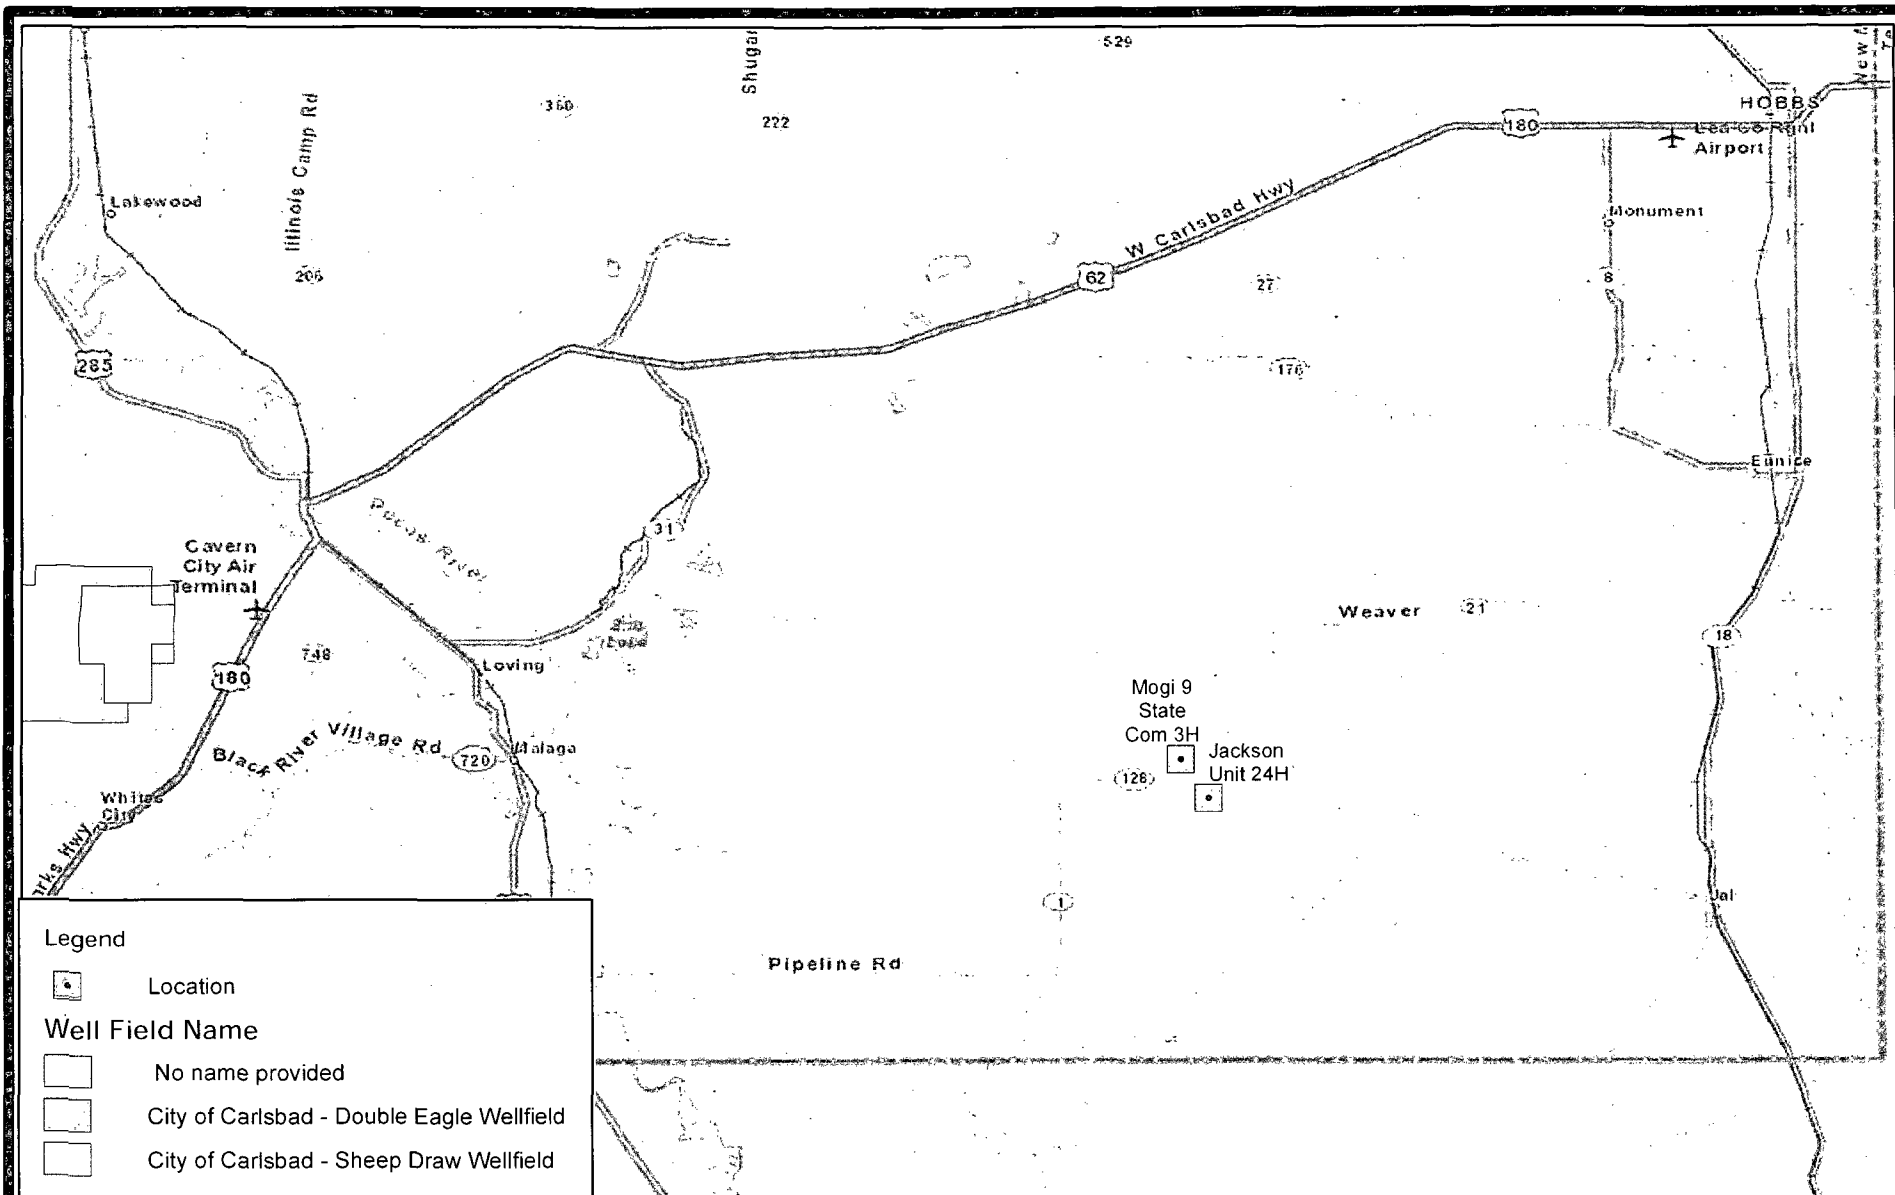 529
Shugar
360
222
Illinois Camp Rd
HOBBS
180
Airport
Lakewood
W Carlsbad Hwy
Monument
206
62
27
8
285
176
Eunice
Pecos River
31
Cavern
City Air
Terminal
Weaver
21
18
748
Loving
180
Mogi 9
State
Com 3H
Jackson
Unit 24H
Black River Village Rd
720
Malaga
128
Whites
City
arks Hwy
1
Jal
Pipeline Rd
Legend
Location
Well Field Name
No name provided
City of Carlsbad - Double Eagle Wellfield
City of Carlsbad - Sheep Draw Wellfield